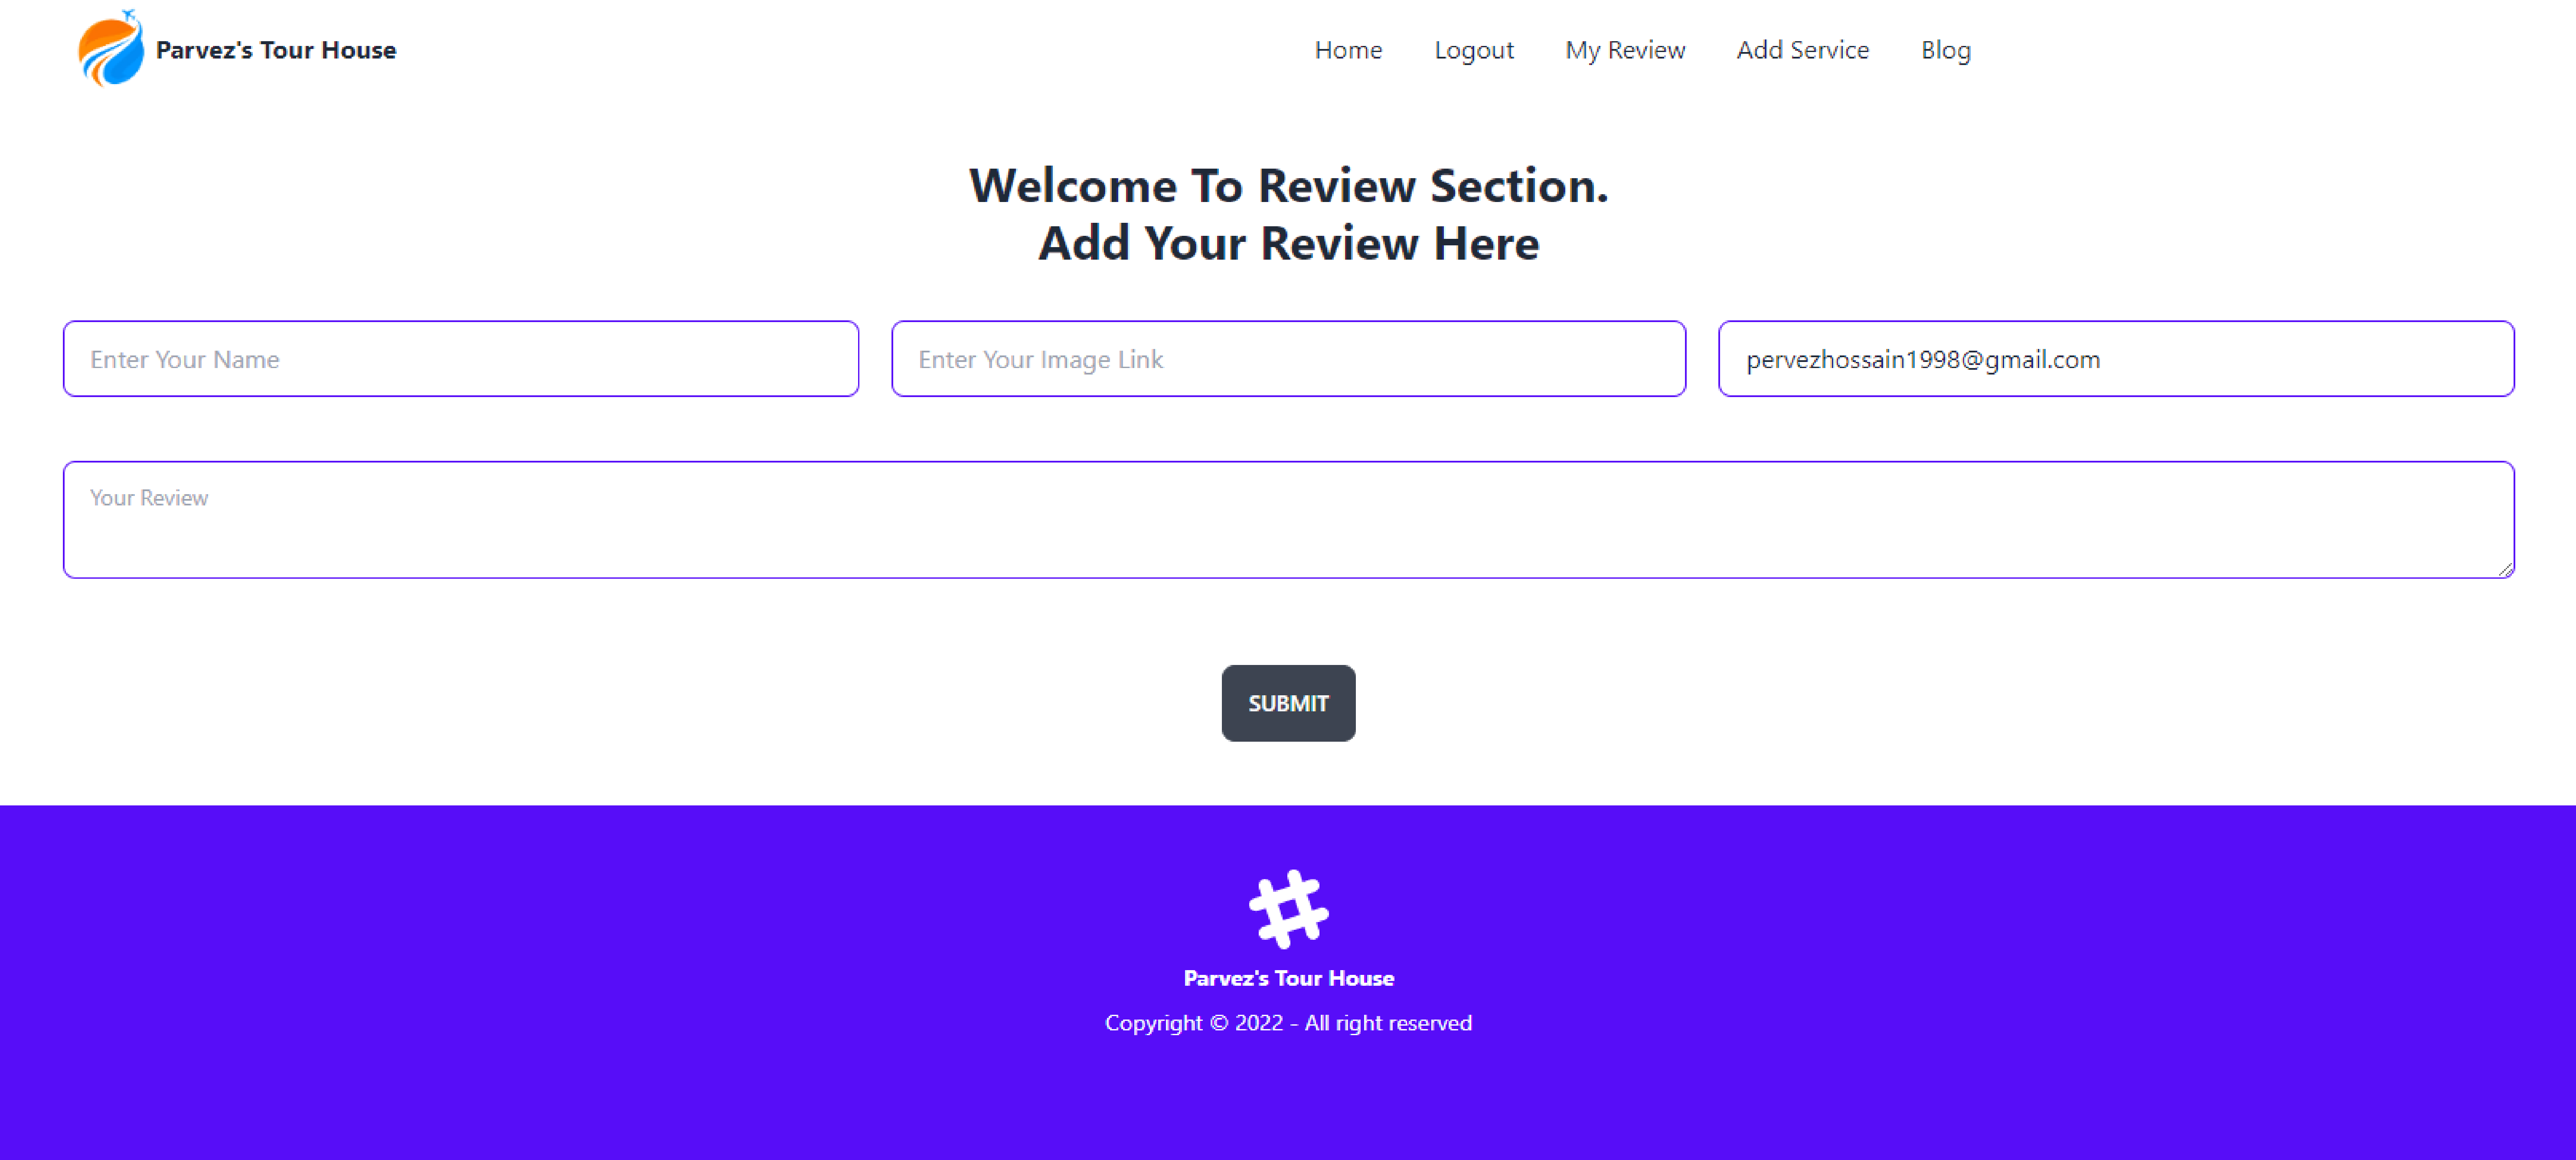 Parvez's Tour House
Home Logout My Review Add Service Blog
Welcome To Review Section.
Add Your Review Here
Enter Your Name
Enter Your Image Link
pervezhossain1998@gmail.com
Your Review
SUBMIT
Parvez's Tour House
Copyright © 2022 - All right reserved